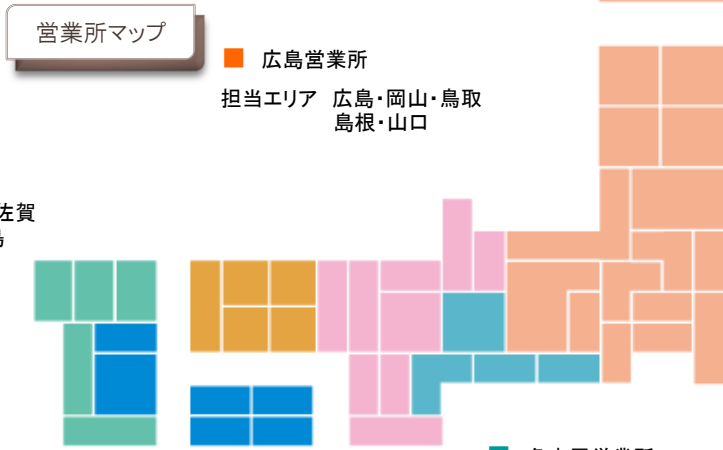 営業所マップ
広島営業所
担当エリア 広島・岡山・鳥取
島根・山口
佐賀